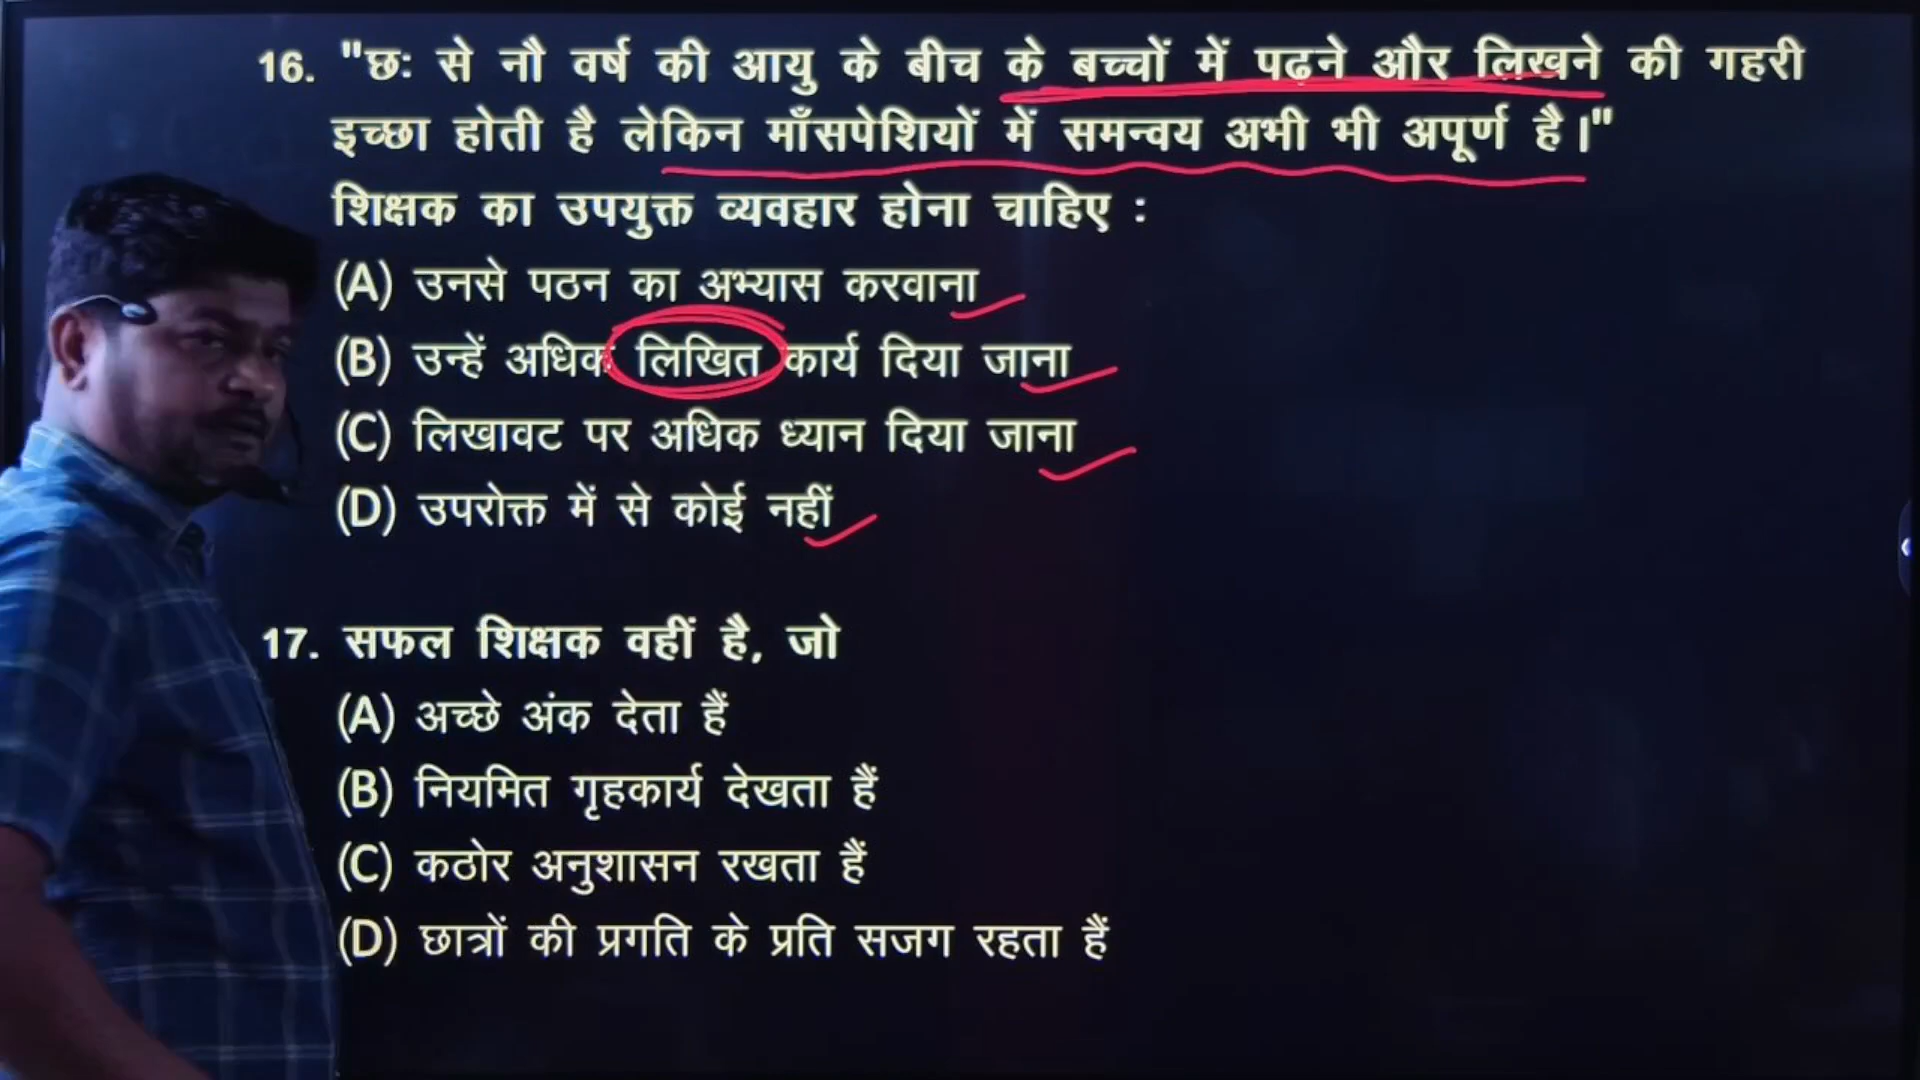 16. "छः से नौ वर्ष की आयु के बीच के बच्चों में पढ़ने और लिखने की गहरी
इच्छा होती है लेकिन माँसपेशियों में समन्वय अभी भी अपूर्ण है।"
शिक्षक का उपयुक्त व्यवहार होना चाहिए :
(A) उनसे पठन का अभ्यास करवाना
(B) उन्हें अधिक लिखित कार्य दिया जाना
(C) लिखावट पर अधिक ध्यान दिया जाना
(D) उपरोक्त में से कोई नहीं
17. सफल शिक्षक वहीं है, जो
(A) अच्छे अंक देता हैं
(B) नियमित गृहकार्य देखता हैं
(C) कठोर अनुशासन रखता हैं
(D) छात्रों की प्रगति के प्रति सजग रहता हैं